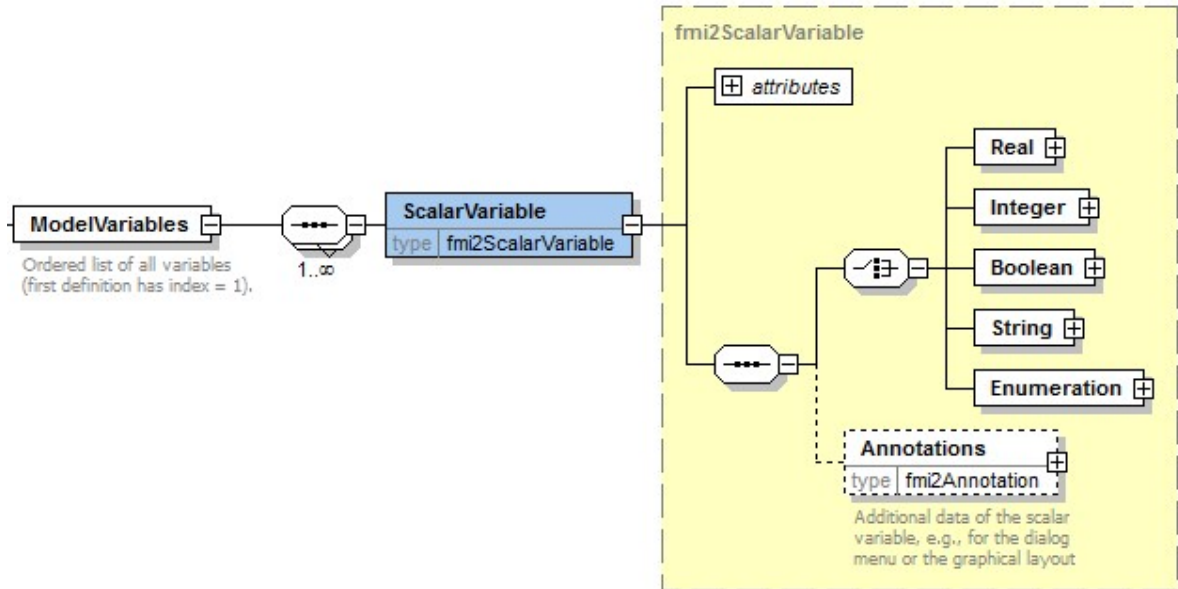 fmi2ScalarVariable
attributes
Real
Integer
Boolean
String
Enumeration
ModelVariables
Ordered list of all variables
(first definition has index = 1).
1..∞
ScalarVariable
type fmi2ScalarVariable
Annotations
type fmi2Annotation
Additional data of the scalar
variable, e.g., for the dialog
menu or the graphical layout